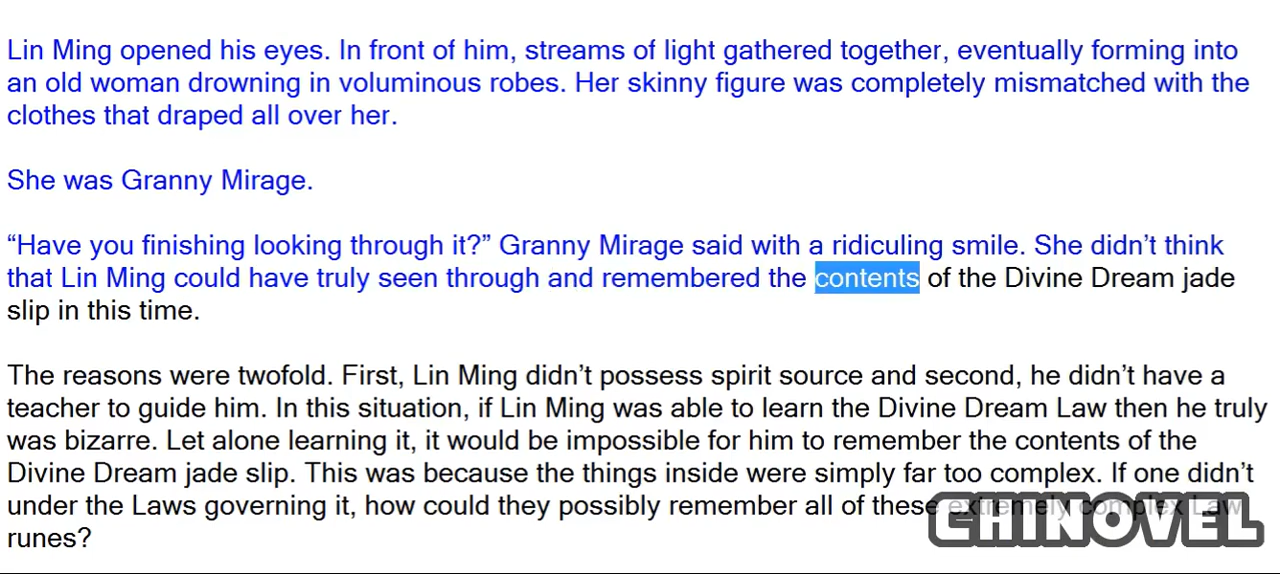 Lin Ming opened his eyes. In front of him, streams of light gathered together, eventually forming into
an old woman drowning in voluminous robes. Her skinny figure was completely mismatched with the
clothes that draped all over her.
She was Granny Mirage.
“Have you finishing looking through it?” Granny Mirage said with a ridiculing smile. She didn’t think
that Lin Ming could have truly seen through and remembered the contents of the Divine Dream jade
slip in this time.
The reasons were twofold. First, Lin Ming didn’t possess spirit source and second, he didn’t have a
teacher to guide him. In this situation, if Lin Ming was able to learn the Divine Dream Law then he truly
was bizarre. Let alone learning it, it would be impossible for him to remember the contents of the
Divine Dream jade slip. This was because the things inside were simply far too complex. If one didn’t
under the Laws governing it, how could they possibly remember all of these extremely complex Law
runes?
CHINOVEL